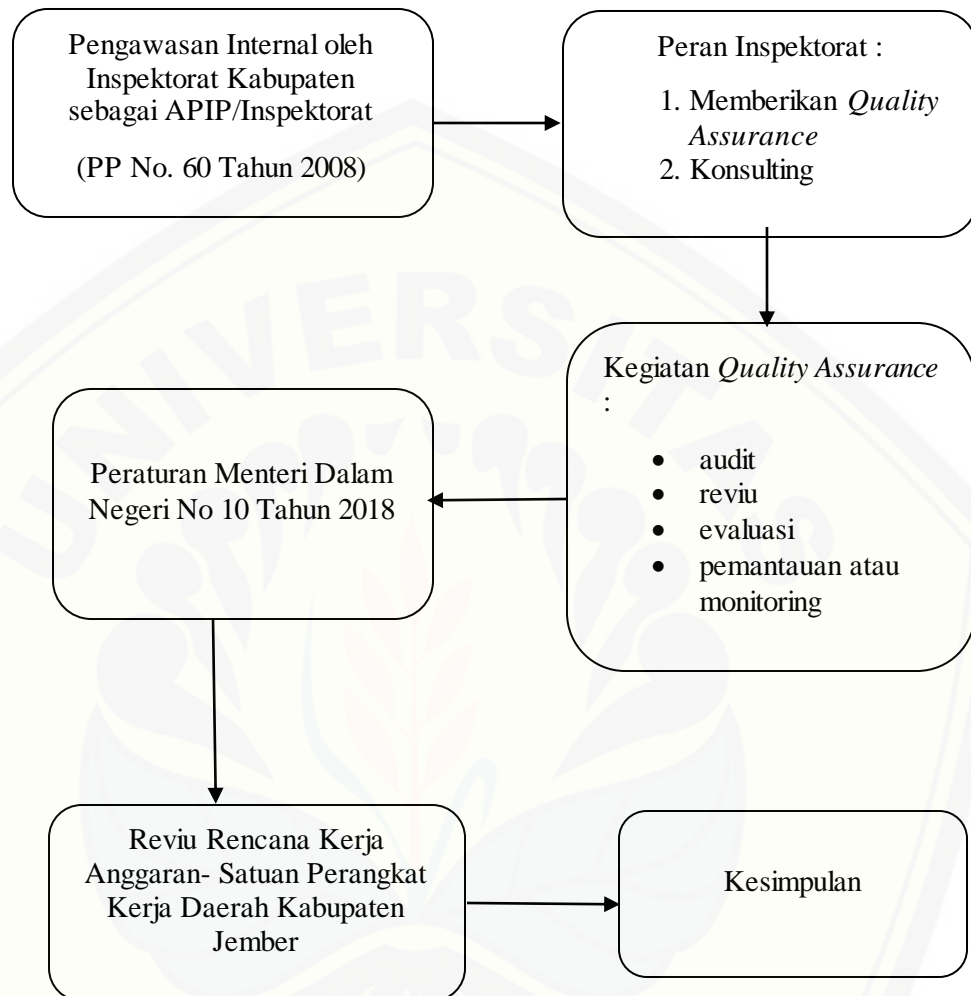 Pengawasan Internal oleh
Inspektorat Kabupaten
sebagai APIP/Inspektorat
(PP No. 60 Tahun 2008)
Peran Inspektorat :
1. Memberikan Quality
Assurance
2. Konsulting
Kegiatan Quality Assurance
:
• audit
• reviu
• evaluasi
• pemantauan atau
monitoring
Peraturan Menteri Dalam
Negeri No 10 Tahun 2018
Reviu Rencana Kerja
Anggaran- Satuan Perangkat
Kerja Daerah Kabupaten
Jember
Kesimpulan
UNIVERSITAS